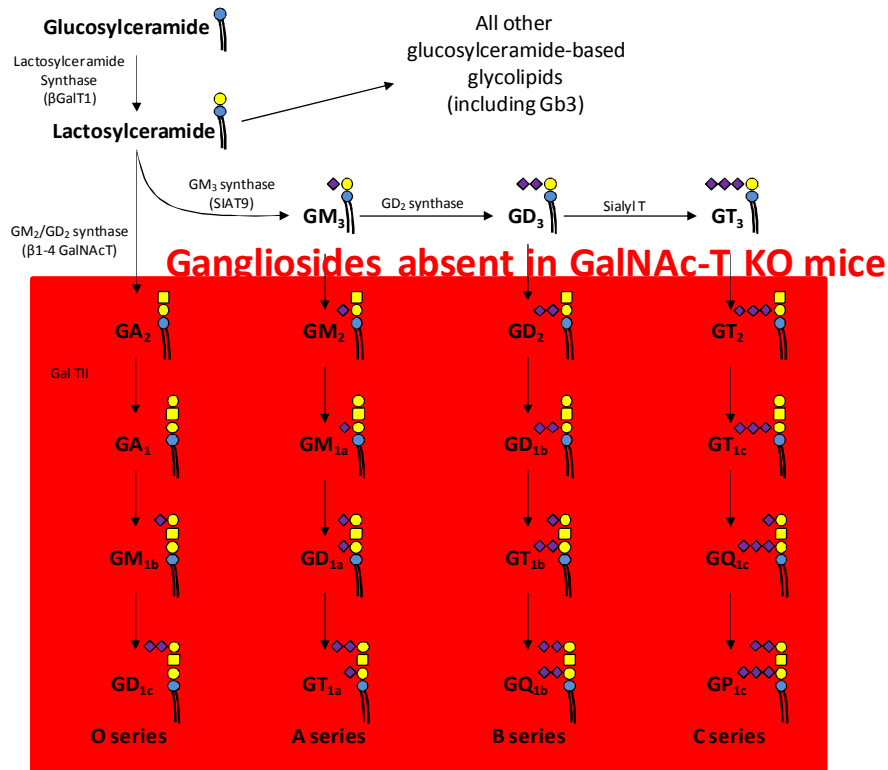 Glucosylceramide
All other
glucosylceramide-based
glycolipids
(including Gb3)
Lactosylceramide
Synthase
(βGalT1)
Lactosylceramide
GM₃ synthase
(SIAT9)
GM₃
GD₂ synthase
GD₃
Sialyl T
GT₃
GM₂/GD₂ synthase
(β1-4 GalNAcT)
Gangliosides absent in GalNAc-T KO mice
GA₂
GM₂
GD₂
GT₂
Gal TII
GA₁
GM₁ₐ
GD1b
GT1c
GM1b
GD₁ₐ
GT1b
GQ1c
GD1c
GT₁ₐ
GQ1b
GP1c
O series
A series
B series
C series